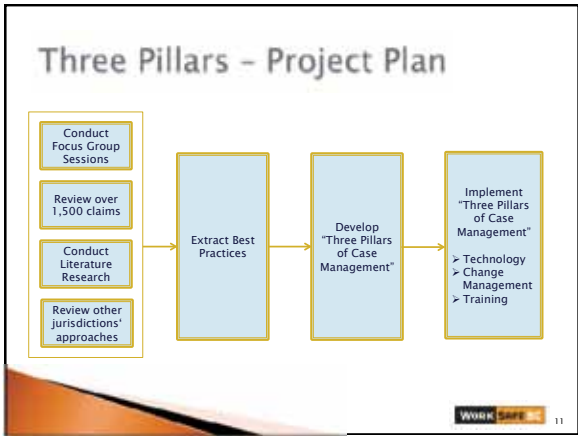 Three Pillars – Project Plan
Conduct
Focus Group
Sessions
Review over
1,500 claims
Conduct
Literature
Research
Review other
jurisdictions'
approaches
Extract Best
Practices
Develop
"Three Pillars
of Case
Management"
Implement
"Three Pillars
of Case
Management"
➢ Technology
➢ Change
Management
➢ Training
WORK SAFE BC
11